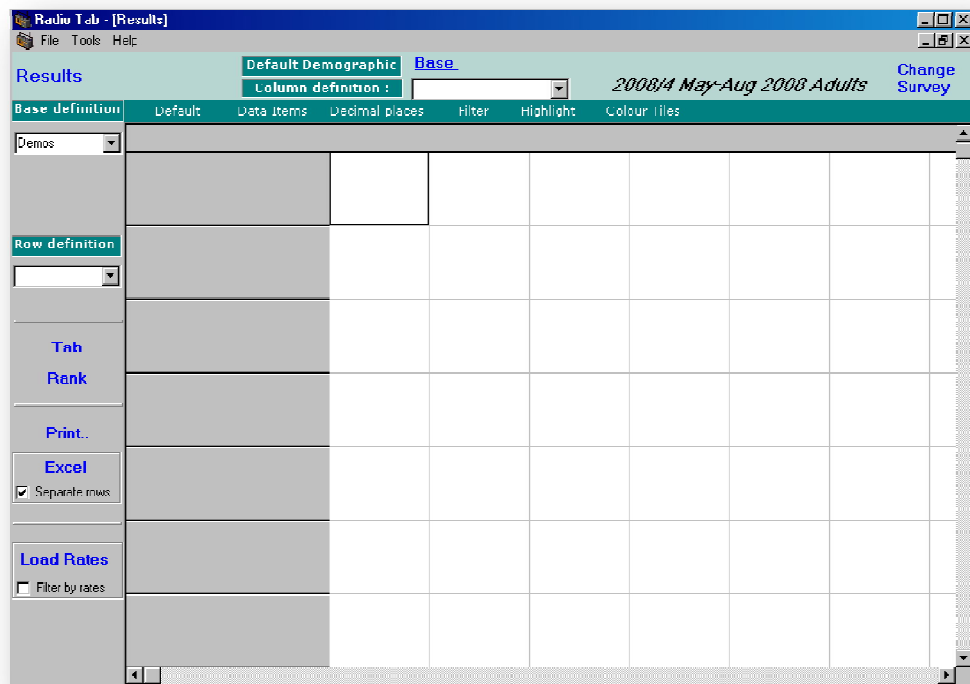 Radio Tab - [Results]
File Tools Help
Results
Default Demographic
Base
Column definition :
2008/4 May-Aug 2008 Adults
Change
Survey
Base definition
Default Data Items Decimal places Filter Highlight Colour Tiles
Demos
Row definition
Tab
Rank
Print..
Excel
Separate rows
Load Rates
Filter by rates